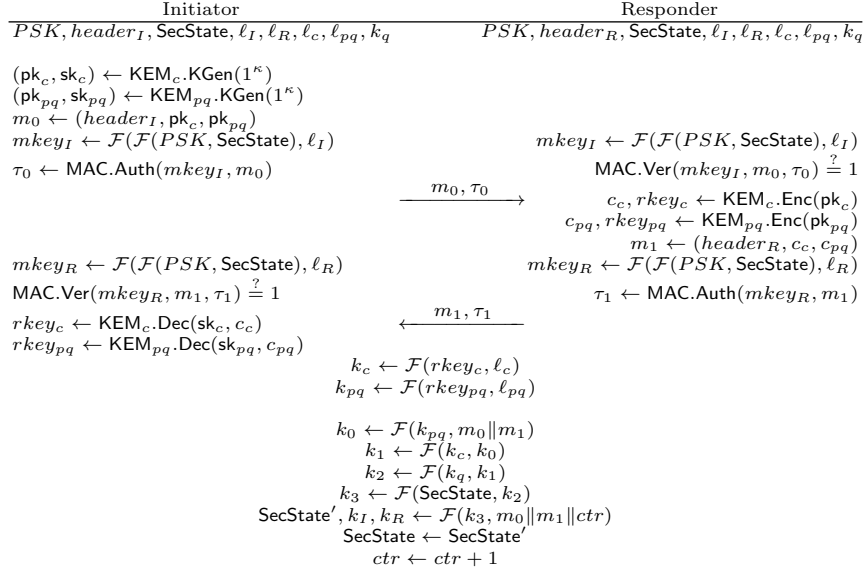 Initiator Responder
PSK, header_I, SecState, ℓ_I, ℓ_R, ℓ_c, ℓ_pq, k_q PSK, header_R, SecState, ℓ_I, ℓ_R, ℓ_c, ℓ_pq, k_q
(pk_c, sk_c) ← KEM_c.KGen(1^κ)
(pk_pq, sk_pq) ← KEM_pq.KGen(1^κ)
m_0 ← (header_I, pk_c, pk_pq)
mkey_I ← F(F(PSK, SecState), ℓ_I) mkey_I ← F(F(PSK, SecState), ℓ_I)
τ_0 ← MAC.Auth(mkey_I, m_0) MAC.Ver(mkey_I, m_0, τ_0) ≟ 1
m_0, τ_0 c_c, rkey_c ← KEM_c.Enc(pk_c)
c_pq, rkey_pq ← KEM_pq.Enc(pk_pq)
m_1 ← (header_R, c_c, c_pq)
mkey_R ← F(F(PSK, SecState), ℓ_R) mkey_R ← F(F(PSK, SecState), ℓ_R)
MAC.Ver(mkey_R, m_1, τ_1) ≟ 1 τ_1 ← MAC.Auth(mkey_R, m_1)
rkey_c ← KEM_c.Dec(sk_c, c_c) m_1, τ_1
rkey_pq ← KEM_pq.Dec(sk_pq, c_pq)
k_c ← F(rkey_c, ℓ_c)
k_pq ← F(rkey_pq, ℓ_pq)
k_0 ← F(k_pq, m_0∥m_1)
k_1 ← F(k_c, k_0)
k_2 ← F(k_q, k_1)
k_3 ← F(SecState, k_2)
SecState′, k_I, k_R ← F(k_3, m_0∥m_1∥ctr)
SecState ← SecState′
ctr ← ctr + 1